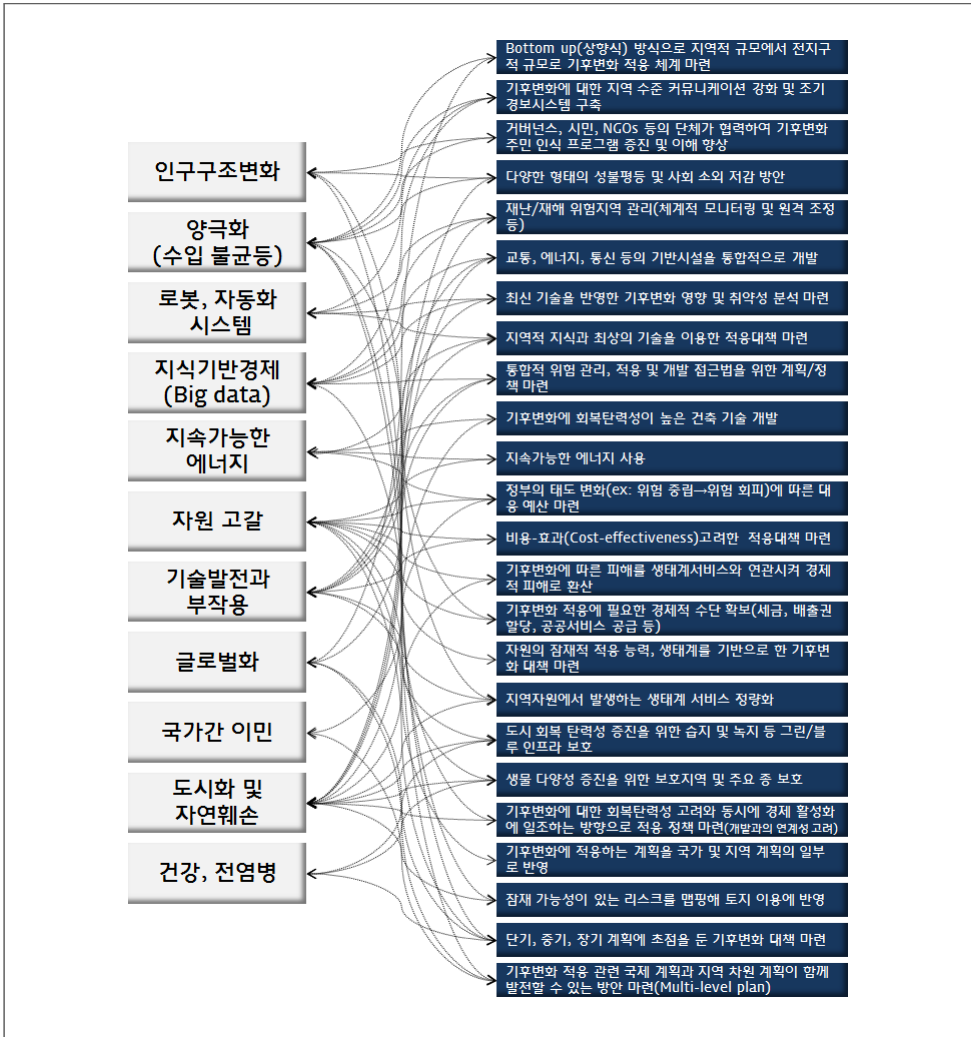 인구구조변화
양극화
(수입 불균등)
로봇, 자동화
시스템
지식기반경제
(Big data)
지속가능한
에너지
자원 고갈
기술발전과
부작용
글로벌화
국가간 이민
도시화 및
자연훼손
건강, 전염병
Bottom up(상향식) 방식으로 지역적 규모에서 전지구
적 규모로 기후변화 적응 체계 마련
기후변화에 대한 지역 수준 커뮤니케이션 강화 및 조기
경보시스템 구축
거버넌스, 시민, NGOs 등의 단체가 협력하여 기후변화
주민 인식 프로그램 증진 및 이해 향상
다양한 형태의 성불평등 및 사회 소외 저감 방안
재난/재해 위험지역 관리(체계적 모니터링 및 원격 조정
등)
교통, 에너지, 통신 등의 기반시설을 통합적으로 개발
최신 기술을 반영한 기후변화 영향 및 취약성 분석 마련
지역적 지식과 최상의 기술을 이용한 적응대책 마련
통합적 위험 관리, 적응 및 개발 접근법을 위한 계획/정
책 마련
기후변화에 회복탄력성이 높은 건축 기술 개발
지속가능한 에너지 사용
정부의 태도 변화(ex: 위험 중립→위험 회피)에 따른 대
응 예산 마련
비용-효과(Cost-effectiveness)고려한 적응대책 마련
기후변화에 따른 피해를 생태계서비스와 연관시켜 경제
적 피해로 환산
기후변화 적응에 필요한 경제적 수단 확보(세금, 배출권
할당, 공공서비스 공급 등)
자원의 잠재적 적응 능력, 생태계를 기반으로 한 기후변
화 대책 마련
지역자원에서 발생하는 생태계 서비스 정량화
도시 회복 탄력성 증진을 위한 습지 및 녹지 등 그린/블
루 인프라 보호
생물 다양성 증진을 위한 보호지역 및 주요 종 보호
기후변화에 대한 회복탄력성 고려와 동시에 경제 활성화
에 일조하는 방향으로 적응 정책 마련(개발과의 연계성 고려)
기후변화에 적응하는 계획을 국가 및 지역 계획의 일부
로 반영
잠재 가능성이 있는 리스크를 맵핑해 토지 이용에 반영
단기, 중기, 장기 계획에 초점을 둔 기후변화 대책 마련
기후변화 적응 관련 국제 계획과 지역 차원 계획이 함께
발전할 수 있는 방안 마련(Multi-level plan)